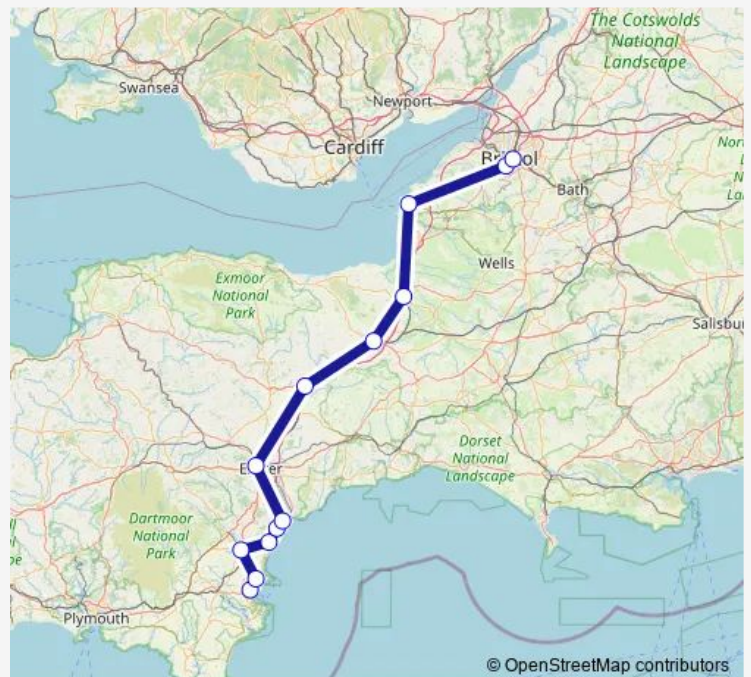 The Cotswolds
National
Landscape
Swansea
Newport
Cardiff
Bath
Wells
Exmoor
National
Park
Salisbu
Dorset
National
Landscape
Dartmoor
National
Park
Plymouth
© OpenStreetMap contributors